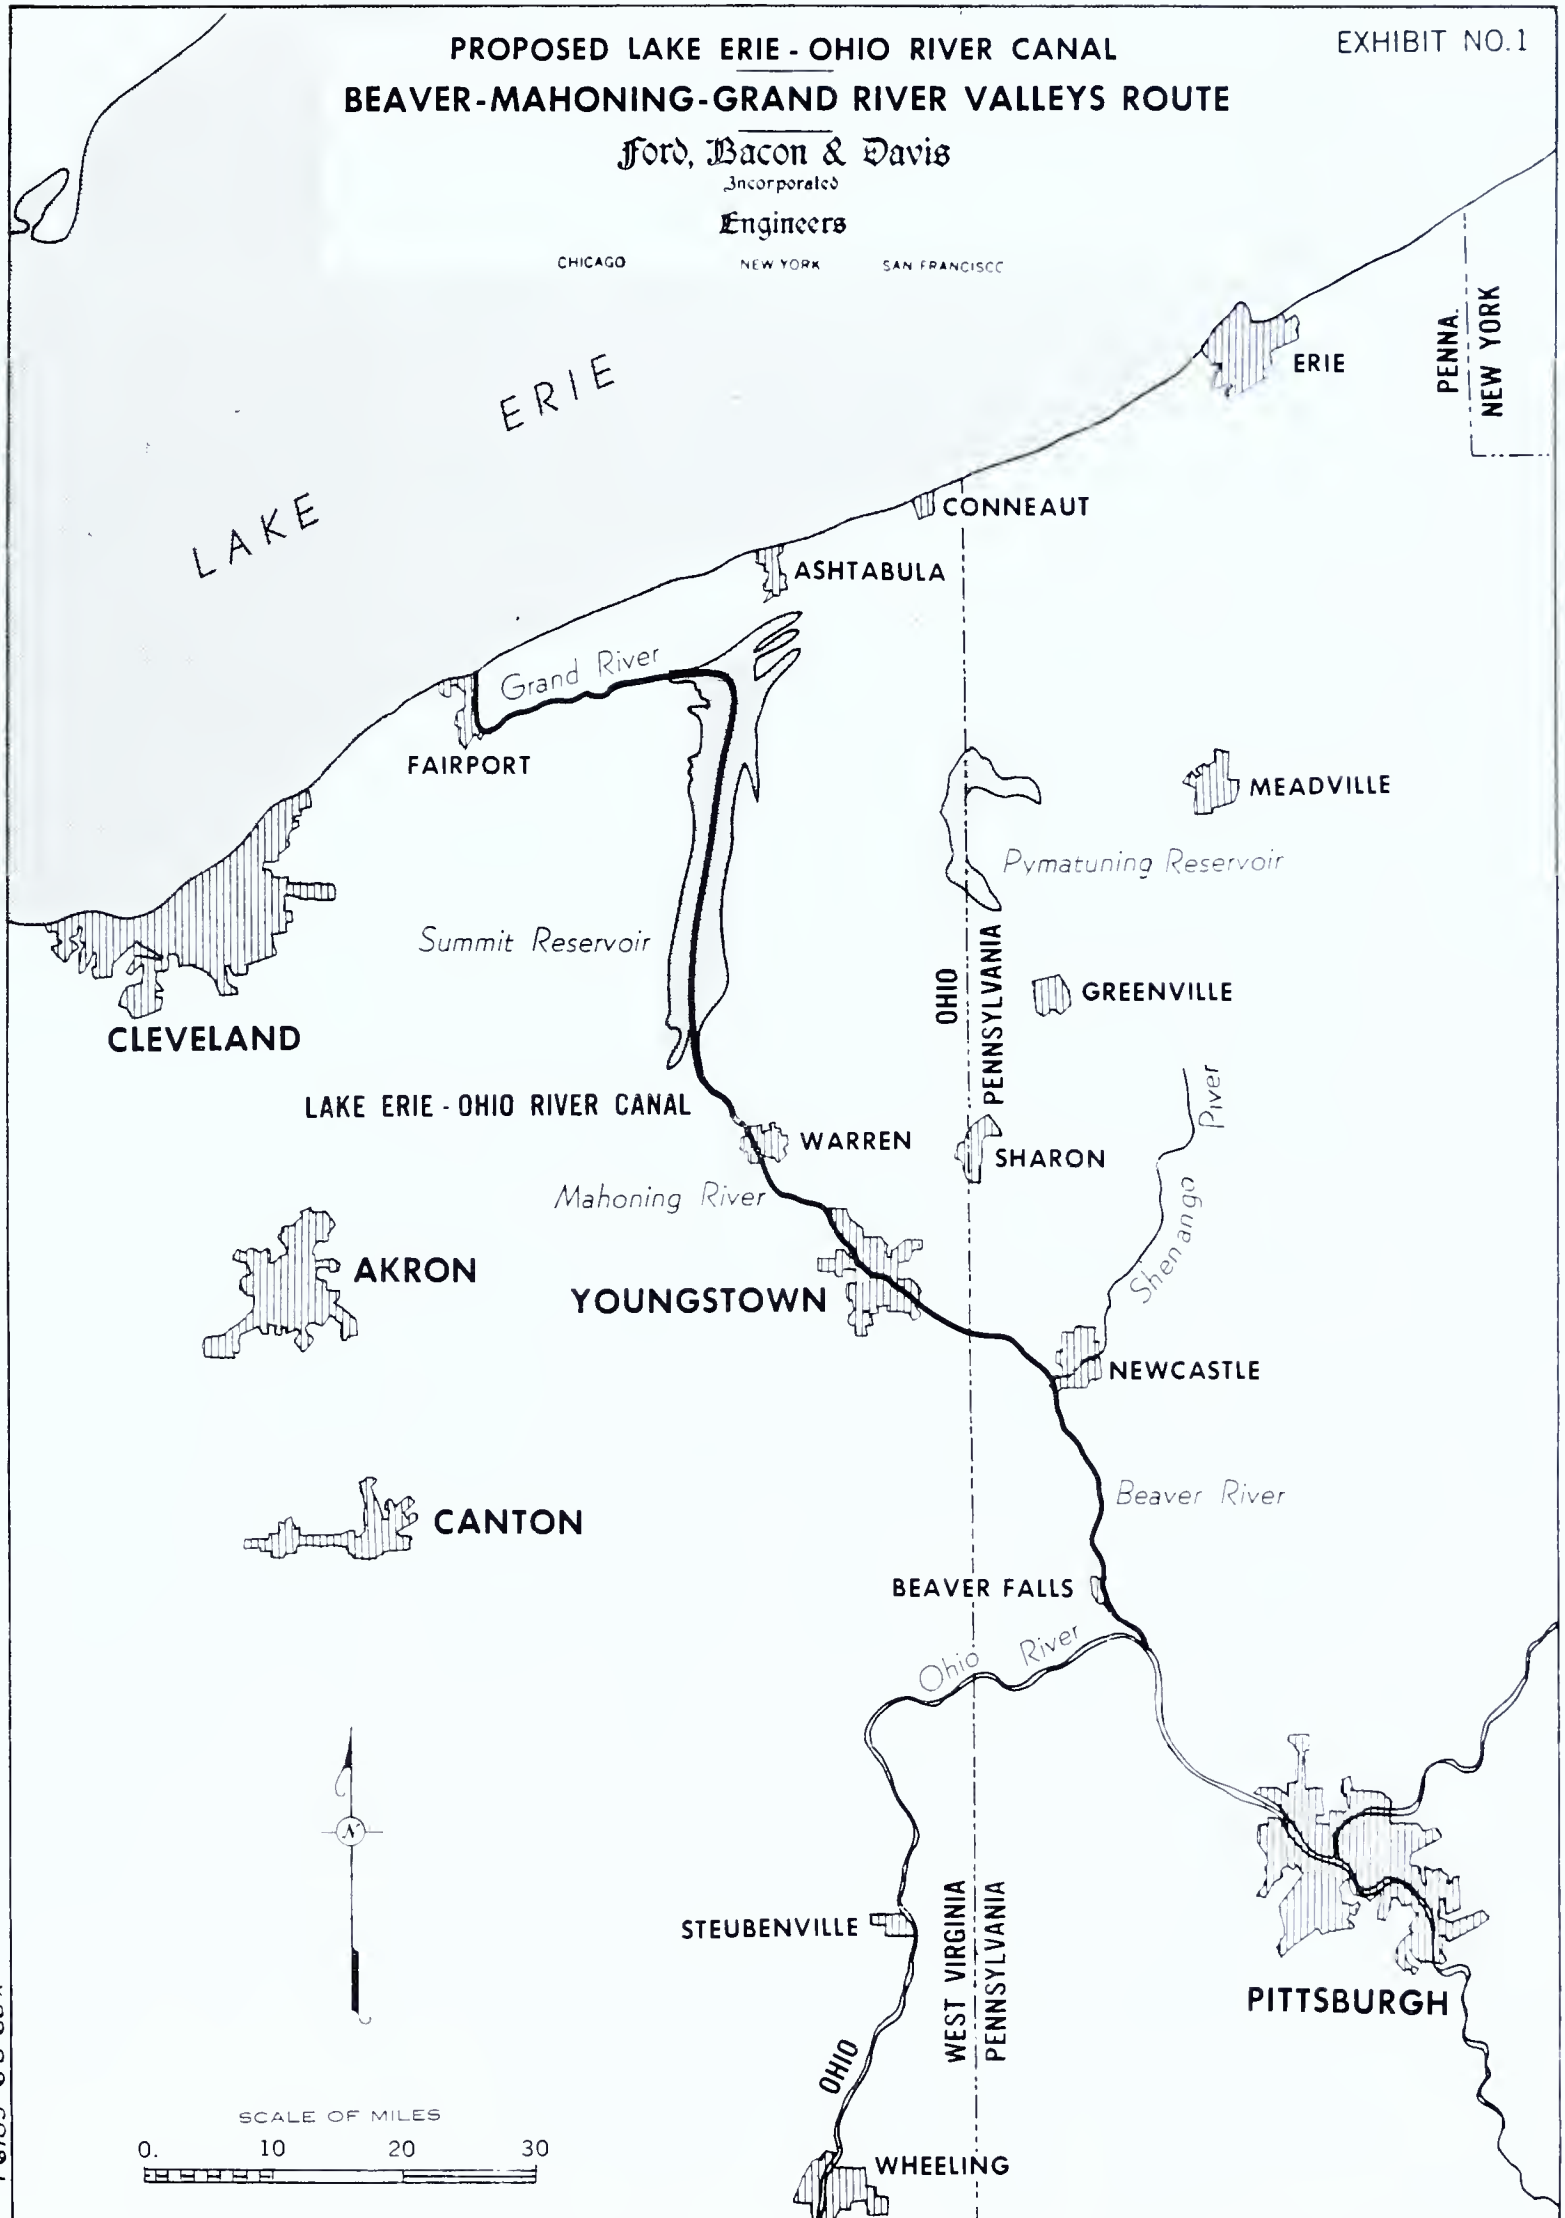 EXHIBIT NO. 1
PROPOSED LAKE ERIE - OHIO RIVER CANAL
BEAVER-MAHONING-GRAND RIVER VALLEYS ROUTE
Ford, Bacon & Davis
Incorporated
Engineers
CHICAGO NEW YORK SAN FRANCISCO
PENNA.
NEW YORK
ERIE
LAKE ERIE
CONNEAUT
ASHTABULA
Grand River
FAIRPORT
MEADVILLE
Pymatuning Reservoir
Summit Reservoir
OHIO
PENNSYLVANIA
GREENVILLE
CLEVELAND
LAKE ERIE - OHIO RIVER CANAL
WARREN
SHARON
Shenango River
Mahoning River
AKRON
YOUNGSTOWN
NEWCASTLE
Beaver River
CANTON
BEAVER FALLS
Ohio River
N
STEUBENVILLE
WEST VIRGINIA
PENNSYLVANIA
PITTSBURGH
OHIO
SCALE OF MILES
0. 10 20 30
WHEELING